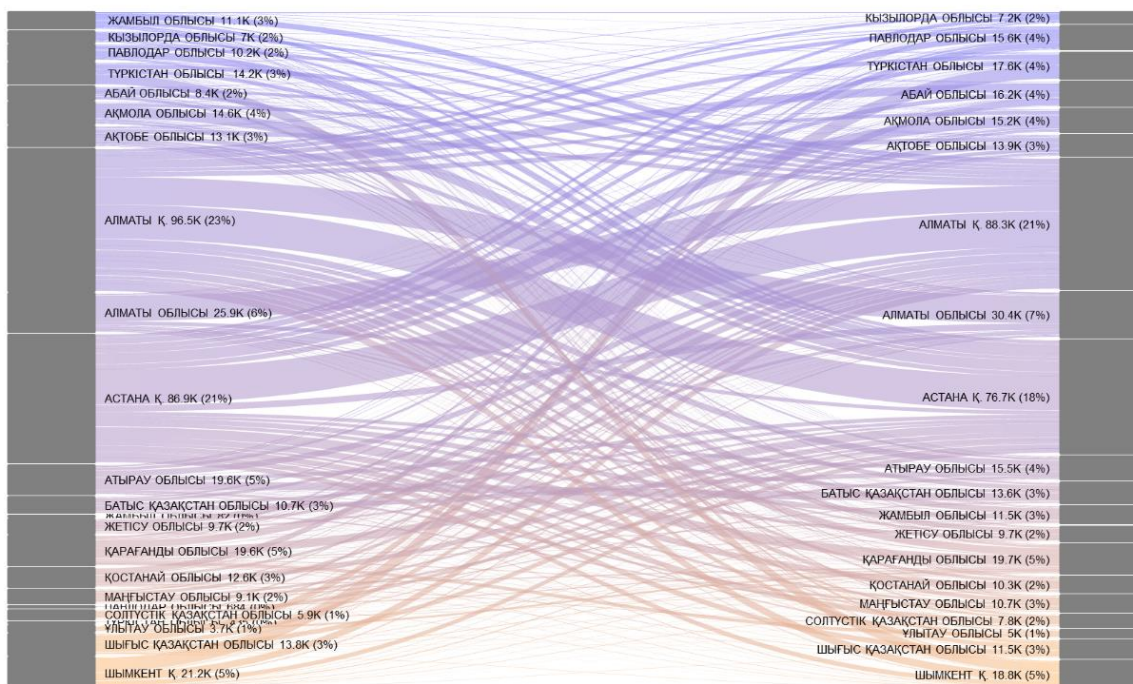 ЖАМБЫЛ ОБЛЫСЫ 11.1K (3%)
КЫЗЫЛОРДА ОБЛЫСЫ 7K (2%)
ПАВЛОДАР ОБЛЫСЫ 10.2K (2%)
ТҮРКІСТАН ОБЛЫСЫ 14.2K (3%)
АБАЙ ОБЛЫСЫ 8.4K (2%)
АҚМОЛА ОБЛЫСЫ 14.6K (4%)
АҚТОБЕ ОБЛЫСЫ 13.1K (3%)
АЛМАТЫ Қ. 96.5K (23%)
АЛМАТЫ ОБЛЫСЫ 25.9K (6%)
АСТАНА Қ. 86.9K (21%)
АТЫРАУ ОБЛЫСЫ 19.6K (5%)
БАТЫС ҚАЗАҚСТАН ОБЛЫСЫ 10.7K (3%)
ЖАМБЫЛ ОБЛЫСЫ
ЖЕТІСУ ОБЛЫСЫ 9.7K (2%)
ҚАРАҒАНДЫ ОБЛЫСЫ 19.6K (5%)
ҚОСТАНАЙ ОБЛЫСЫ 12.6K (3%)
МАҢҒЫСТАУ ОБЛЫСЫ 9.1K (2%)
ПАВЛОДАР ОБЛЫСЫ
СОЛТҮСТІК ҚАЗАҚСТАН ОБЛЫСЫ 5.9K (1%)
ҰЛЫТАУ ОБЛЫСЫ 3.7K (1%)
ШЫҒЫС ҚАЗАҚСТАН ОБЛЫСЫ 13.8K (3%)
ШЫМКЕНТ Қ. 21.2K (5%)
КЫЗЫЛОРДА ОБЛЫСЫ 7.2K (2%)
ПАВЛОДАР ОБЛЫСЫ 15.6K (4%)
ТҮРКІСТАН ОБЛЫСЫ 17.6K (4%)
АБАЙ ОБЛЫСЫ 16.2K (4%)
АҚМОЛА ОБЛЫСЫ 15.2K (4%)
АҚТОБЕ ОБЛЫСЫ 13.9K (3%)
АЛМАТЫ Қ. 88.3K (21%)
АЛМАТЫ ОБЛЫСЫ 30.4K (7%)
АСТАНА Қ. 76.7K (18%)
АТЫРАУ ОБЛЫСЫ 15.5K (4%)
БАТЫС ҚАЗАҚСТАН ОБЛЫСЫ 13.6K (3%)
ЖАМБЫЛ ОБЛЫСЫ 11.5K (3%)
ЖЕТІСУ ОБЛЫСЫ 9.7K (2%)
ҚАРАҒАНДЫ ОБЛЫСЫ 19.7K (5%)
ҚОСТАНАЙ ОБЛЫСЫ 10.3K (2%)
МАҢҒЫСТАУ ОБЛЫСЫ 10.7K (3%)
СОЛТҮСТІК ҚАЗАҚСТАН ОБЛЫСЫ 7.8K (2%)
ҰЛЫТАУ ОБЛЫСЫ 5K (1%)
ШЫҒЫС ҚАЗАҚСТАН ОБЛЫСЫ 11.5K (3%)
ШЫМКЕНТ Қ. 18.8K (5%)